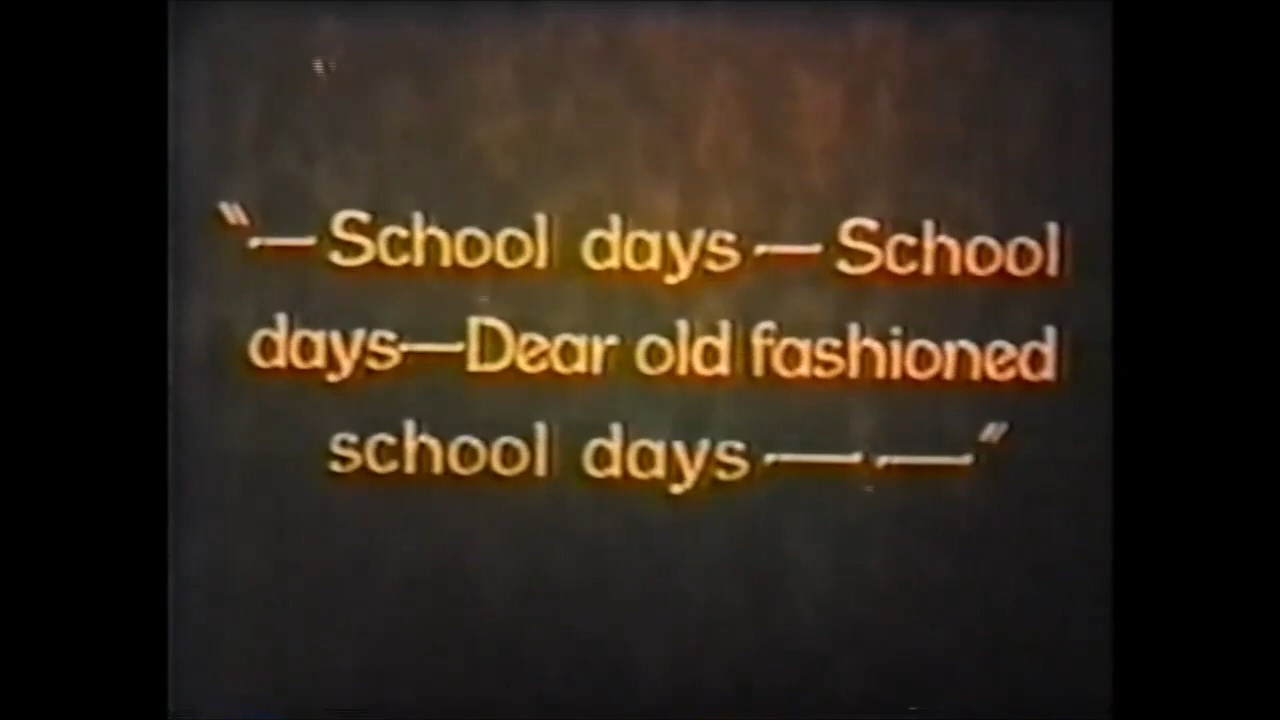 "—School days—School
days—Dear old fashioned
school days— —"